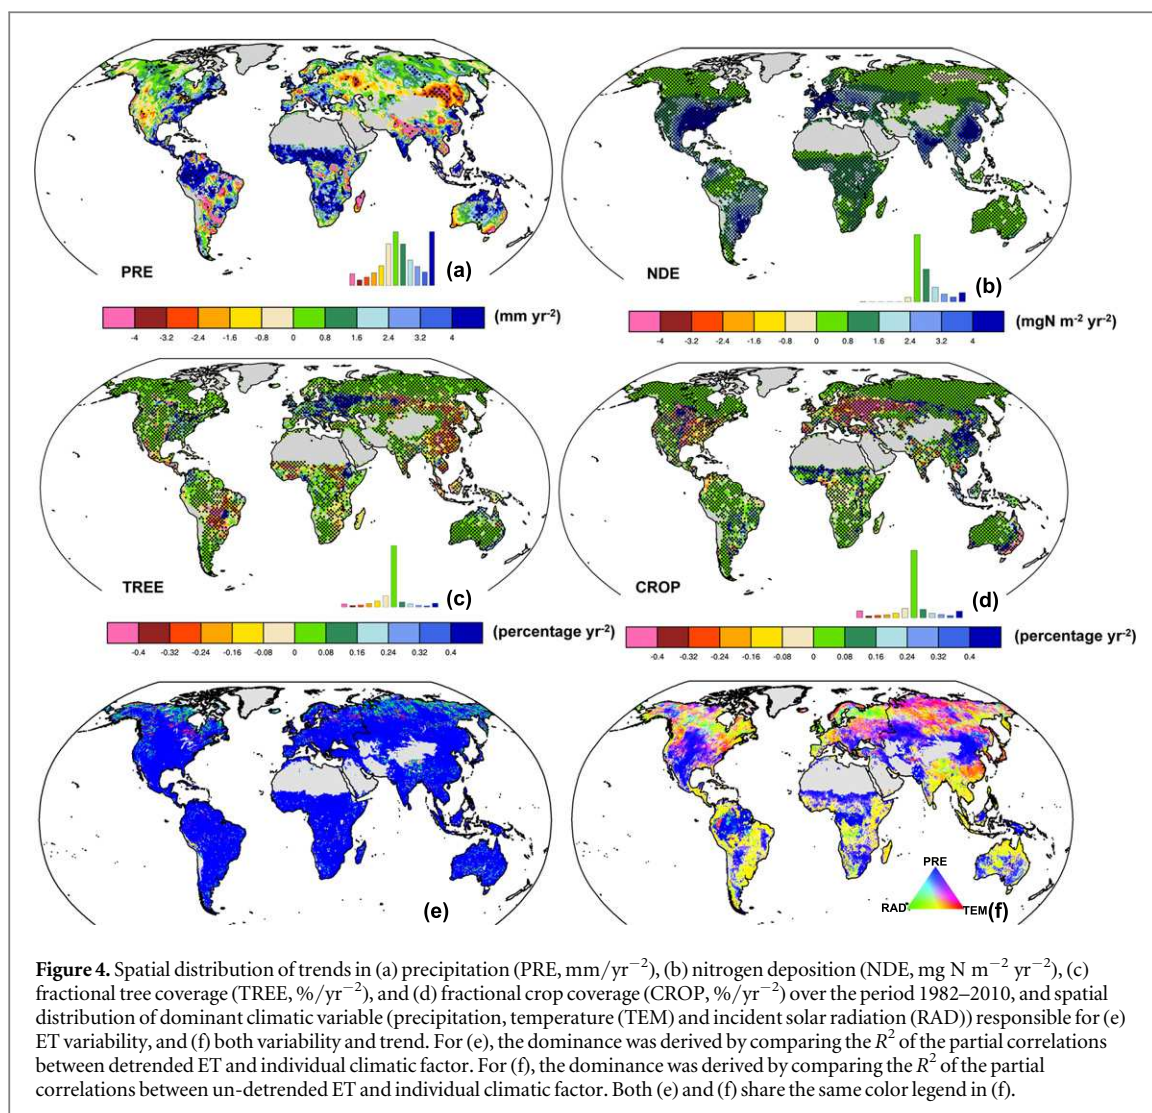 PRE
(a)
(mm yr-2)
-4 -3.2 -2.4 -1.6 -0.8 0 0.8 1.6 2.4 3.2 4
NDE
(b)
(mgN m-2 yr-2)
-4 -3.2 -2.4 -1.6 -0.8 0 0.8 1.6 2.4 3.2 4
TREE
(c)
(percentage yr-2)
-0.4 -0.32 -0.24 -0.16 -0.08 0 0.08 0.16 0.24 0.32 0.4
CROP
(d)
(percentage yr-2)
-0.4 -0.32 -0.24 -0.16 -0.08 0 0.08 0.16 0.24 0.32 0.4
(e)
PRE
RAD TEM (f)
Figure 4. Spatial distribution of trends in (a) precipitation (PRE, mm/yr−2), (b) nitrogen deposition (NDE, mg N m−2 yr−2), (c)
fractional tree coverage (TREE, %/yr−2), and (d) fractional crop coverage (CROP, %/yr−2) over the period 1982–2010, and spatial
distribution of dominant climatic variable (precipitation, temperature (TEM) and incident solar radiation (RAD)) responsible for (e)
ET variability, and (f) both variability and trend. For (e), the dominance was derived by comparing the R2 of the partial correlations
between detrended ET and individual climatic factor. For (f), the dominance was derived by comparing the R2 of the partial
correlations between un-detrended ET and individual climatic factor. Both (e) and (f) share the same color legend in (f).